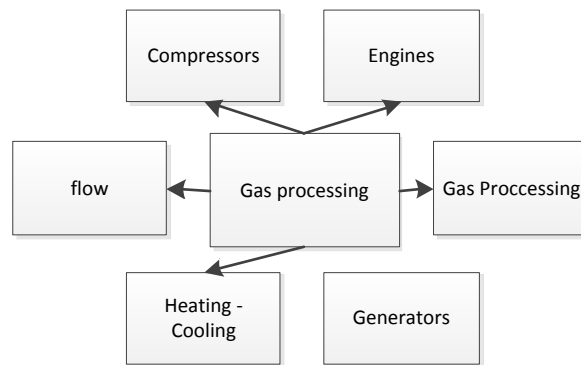 Compressors
Engines
flow
Gas processing
Gas Proccessing
Heating -
Cooling
Generators